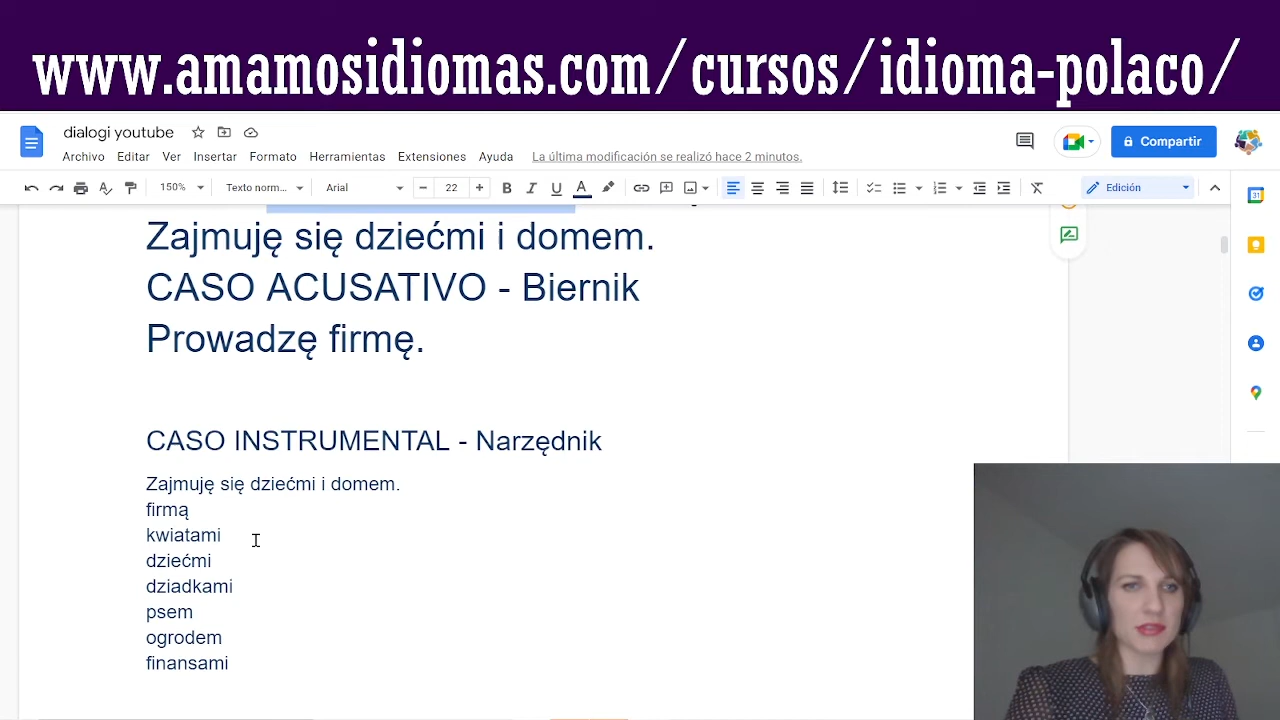 www.amamosidiomas.com/cursos/idioma-polaco/
dialogi youtube
Archivo Editar Ver Insertar Formato Herramientas Extensiones Ayuda La última modificación se realizó hace 2 minutos.
Compartir
150% Texto norm... Arial 22 B I U A Edición
31
Zajmuję się dziećmi i domem.
CASO ACUSATIVO - Biernik
Prowadzę firmę.
CASO INSTRUMENTAL - Narzędnik
Zajmuję się dziećmi i domem.
firmą
kwiatami
dziećmi
dziadkami
psem
ogrodem
finansami